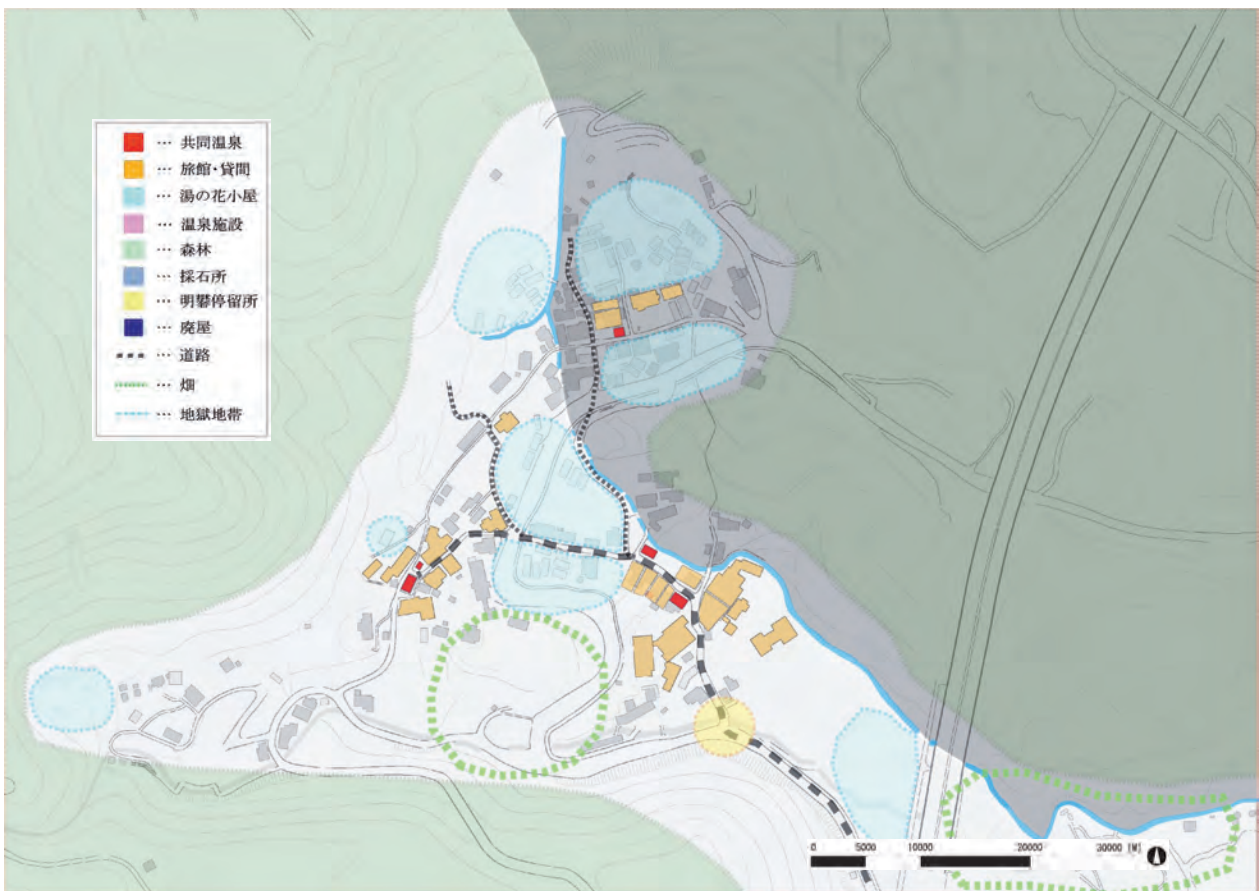 … 共同温泉
… 旅館・貸間
… 湯の花小屋
… 温泉施設
… 森林
… 採石所
… 明礬停留所
… 廃屋
… 道路
… 畑
… 地獄地帯
0 5000 10000 20000 30000 [M]